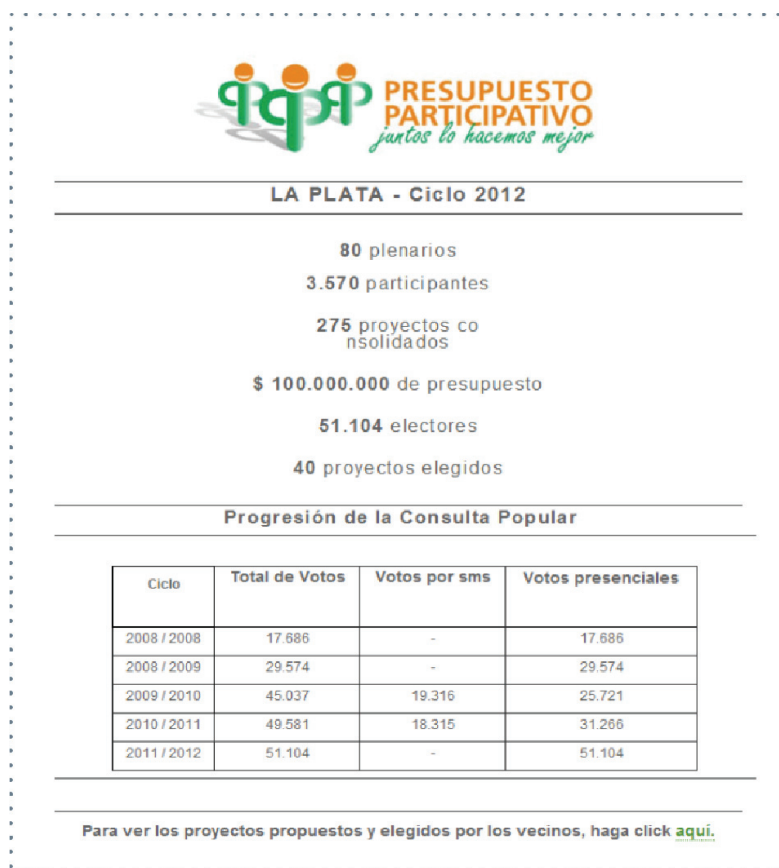 PRESUPUESTO
PARTICIPATIVO
juntos lo hacemos mejor
LA PLATA - Ciclo 2012
80 plenarios
3.570 participantes
275 proyectos co
nsolidados
$ 100.000.000 de presupuesto
51.104 electores
40 proyectos elegidos
Progresión de la Consulta Popular
Ciclo Total de Votos Votos por sms Votos presenciales
2008 / 2008 17.686 - 17.686
2008 / 2009 29.574 - 29.574
2009 / 2010 45.037 19.316 25.721
2010 / 2011 49.581 18.315 31.266
2011 / 2012 51.104 - 51.104
Para ver los proyectos propuestos y elegidos por los vecinos, haga click aquí.